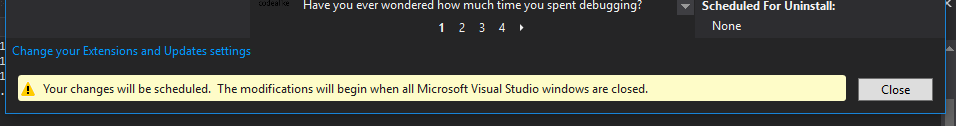 codealike
Have you ever wondered how much time you spent debugging?
Scheduled For Uninstall:
None
1 2 3 4
Change your Extensions and Updates settings
Your changes will be scheduled. The modifications will begin when all Microsoft Visual Studio windows are closed.
Close